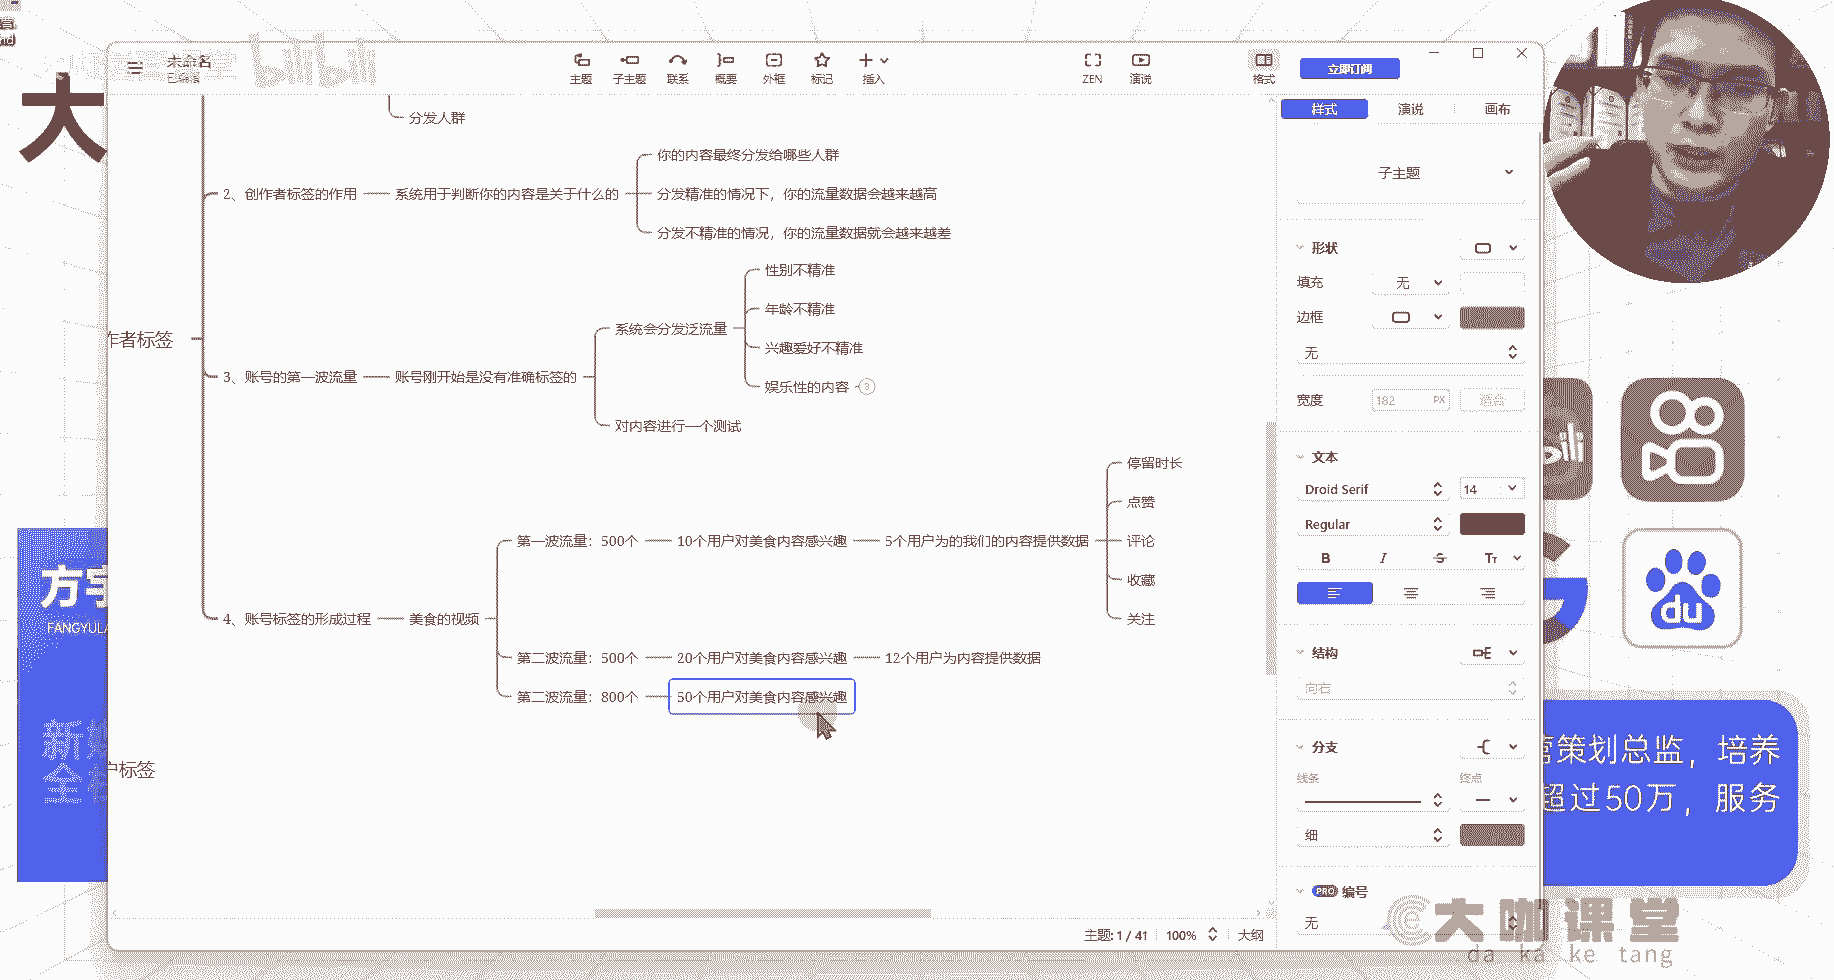 未命名
已编辑
bilibili
主题
子主题
联系
概要
外框
标记
插入
ZEN
演说
格式
立即订阅
大
分发人群
2、创作者标签的作用
系统用于判断你的内容是关于什么的
你的内容最终分发给哪些人群
分发精准的情况下，你的流量数据会越来越高
分发不精准的情况，你的流量数据就会越来越差
作者标签
3、账号的第一波流量
账号刚开始是没有准确标签的
系统会分发泛流量
性别不精准
年龄不精准
兴趣爱好不精准
娱乐性的内容
3
对内容进行一个测试
4、账号标签的形成过程
美食的视频
第一波流量：500个
10个用户对美食内容感兴趣
5个用户为的我们的内容提供数据
停留时长
点赞
评论
收藏
关注
第二波流量：500个
20个用户对美食内容感兴趣
12个用户为内容提供数据
第二波流量：800个
50个用户对美食内容感兴趣
户标签
主题: 1 / 41
100%
大纲
样式
演说
画布
子主题
形状
填充
无
边框
无
宽度
182
PX
适合
文本
Droid Serif
14
Regular
B
I
S
Tт
结构
向右
分支
线条
终点
细
PRO
编号
无
方宇
FANGYULA
新
全
bili
du
营策划总监，培养
超过50万，服务
大咖课堂
da ka ke tang